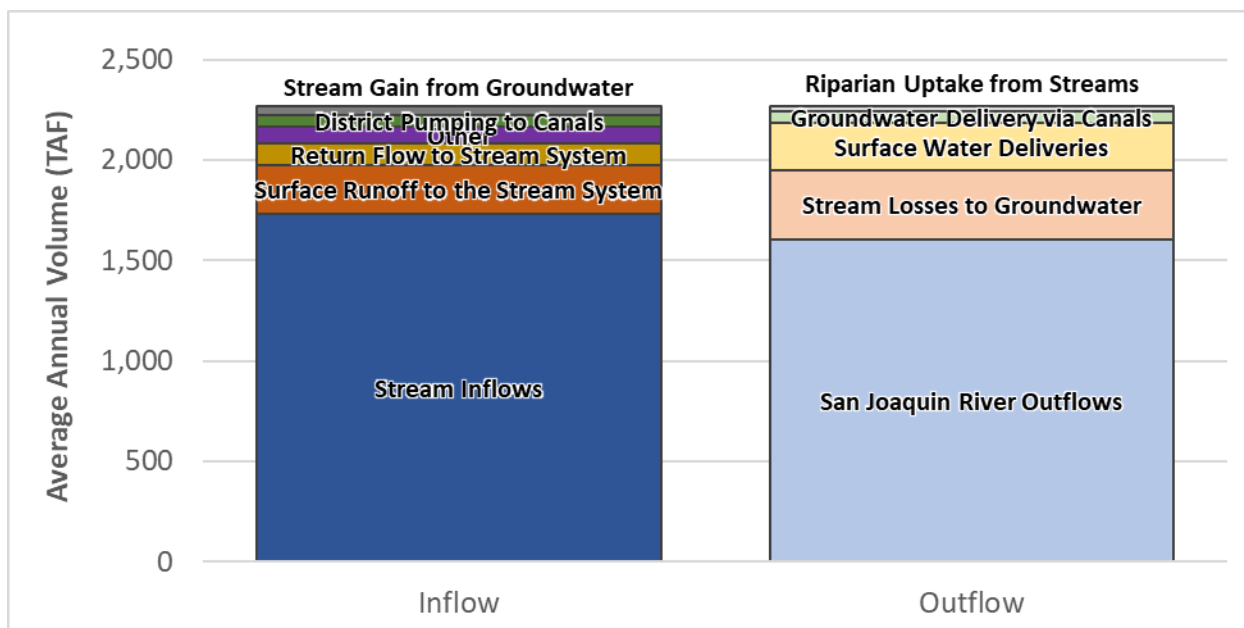 Average Annual Volume (TAF)
2,500
2,000
1,500
1,000
500
0
Stream Gain from Groundwater
District Pumping to Canals
Other
Return Flow to Stream System
Surface Runoff to the Stream System
Stream Inflows
Riparian Uptake from Streams
Groundwater Delivery via Canals
Surface Water Deliveries
Stream Losses to Groundwater
San Joaquin River Outflows
Inflow
Outflow